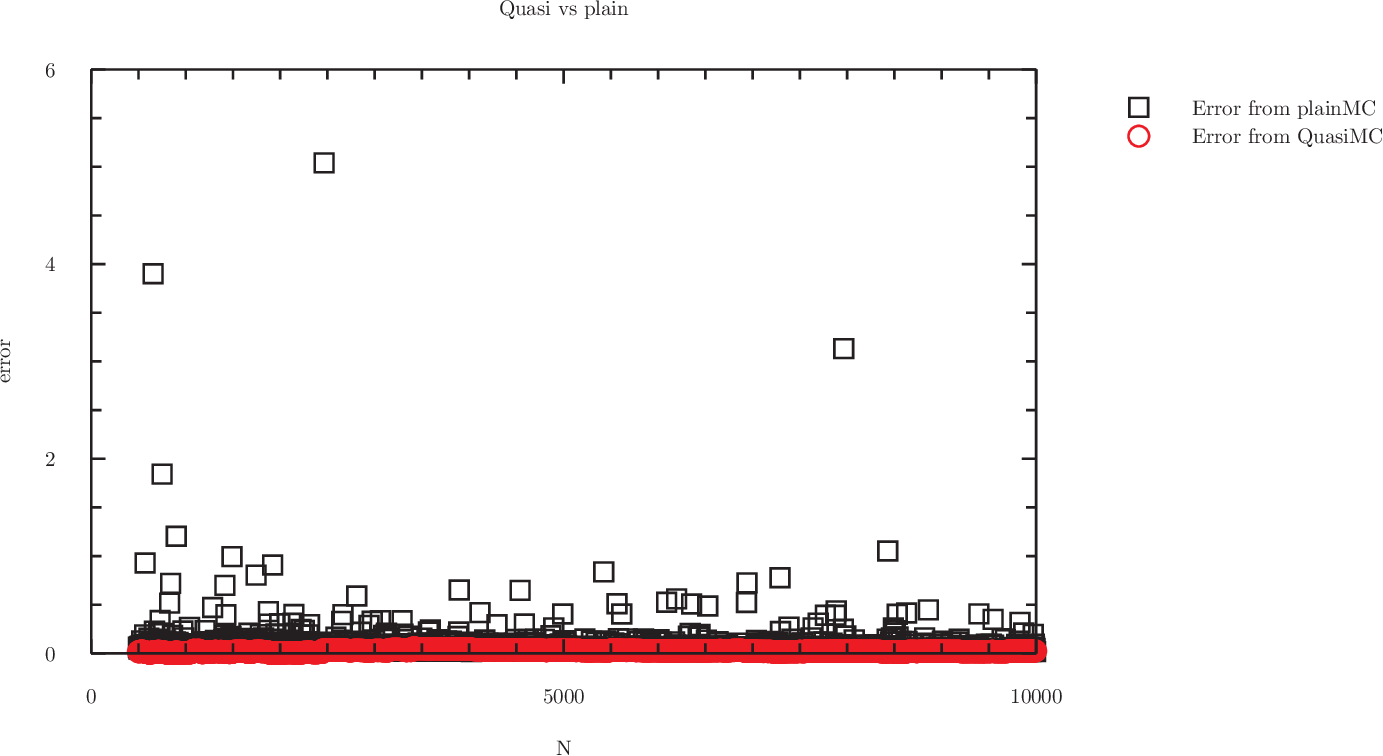 Quasi vs plain
6
4
2
0
error
0
5000
10000
N
Error from plainMC
Error from QuasiMC